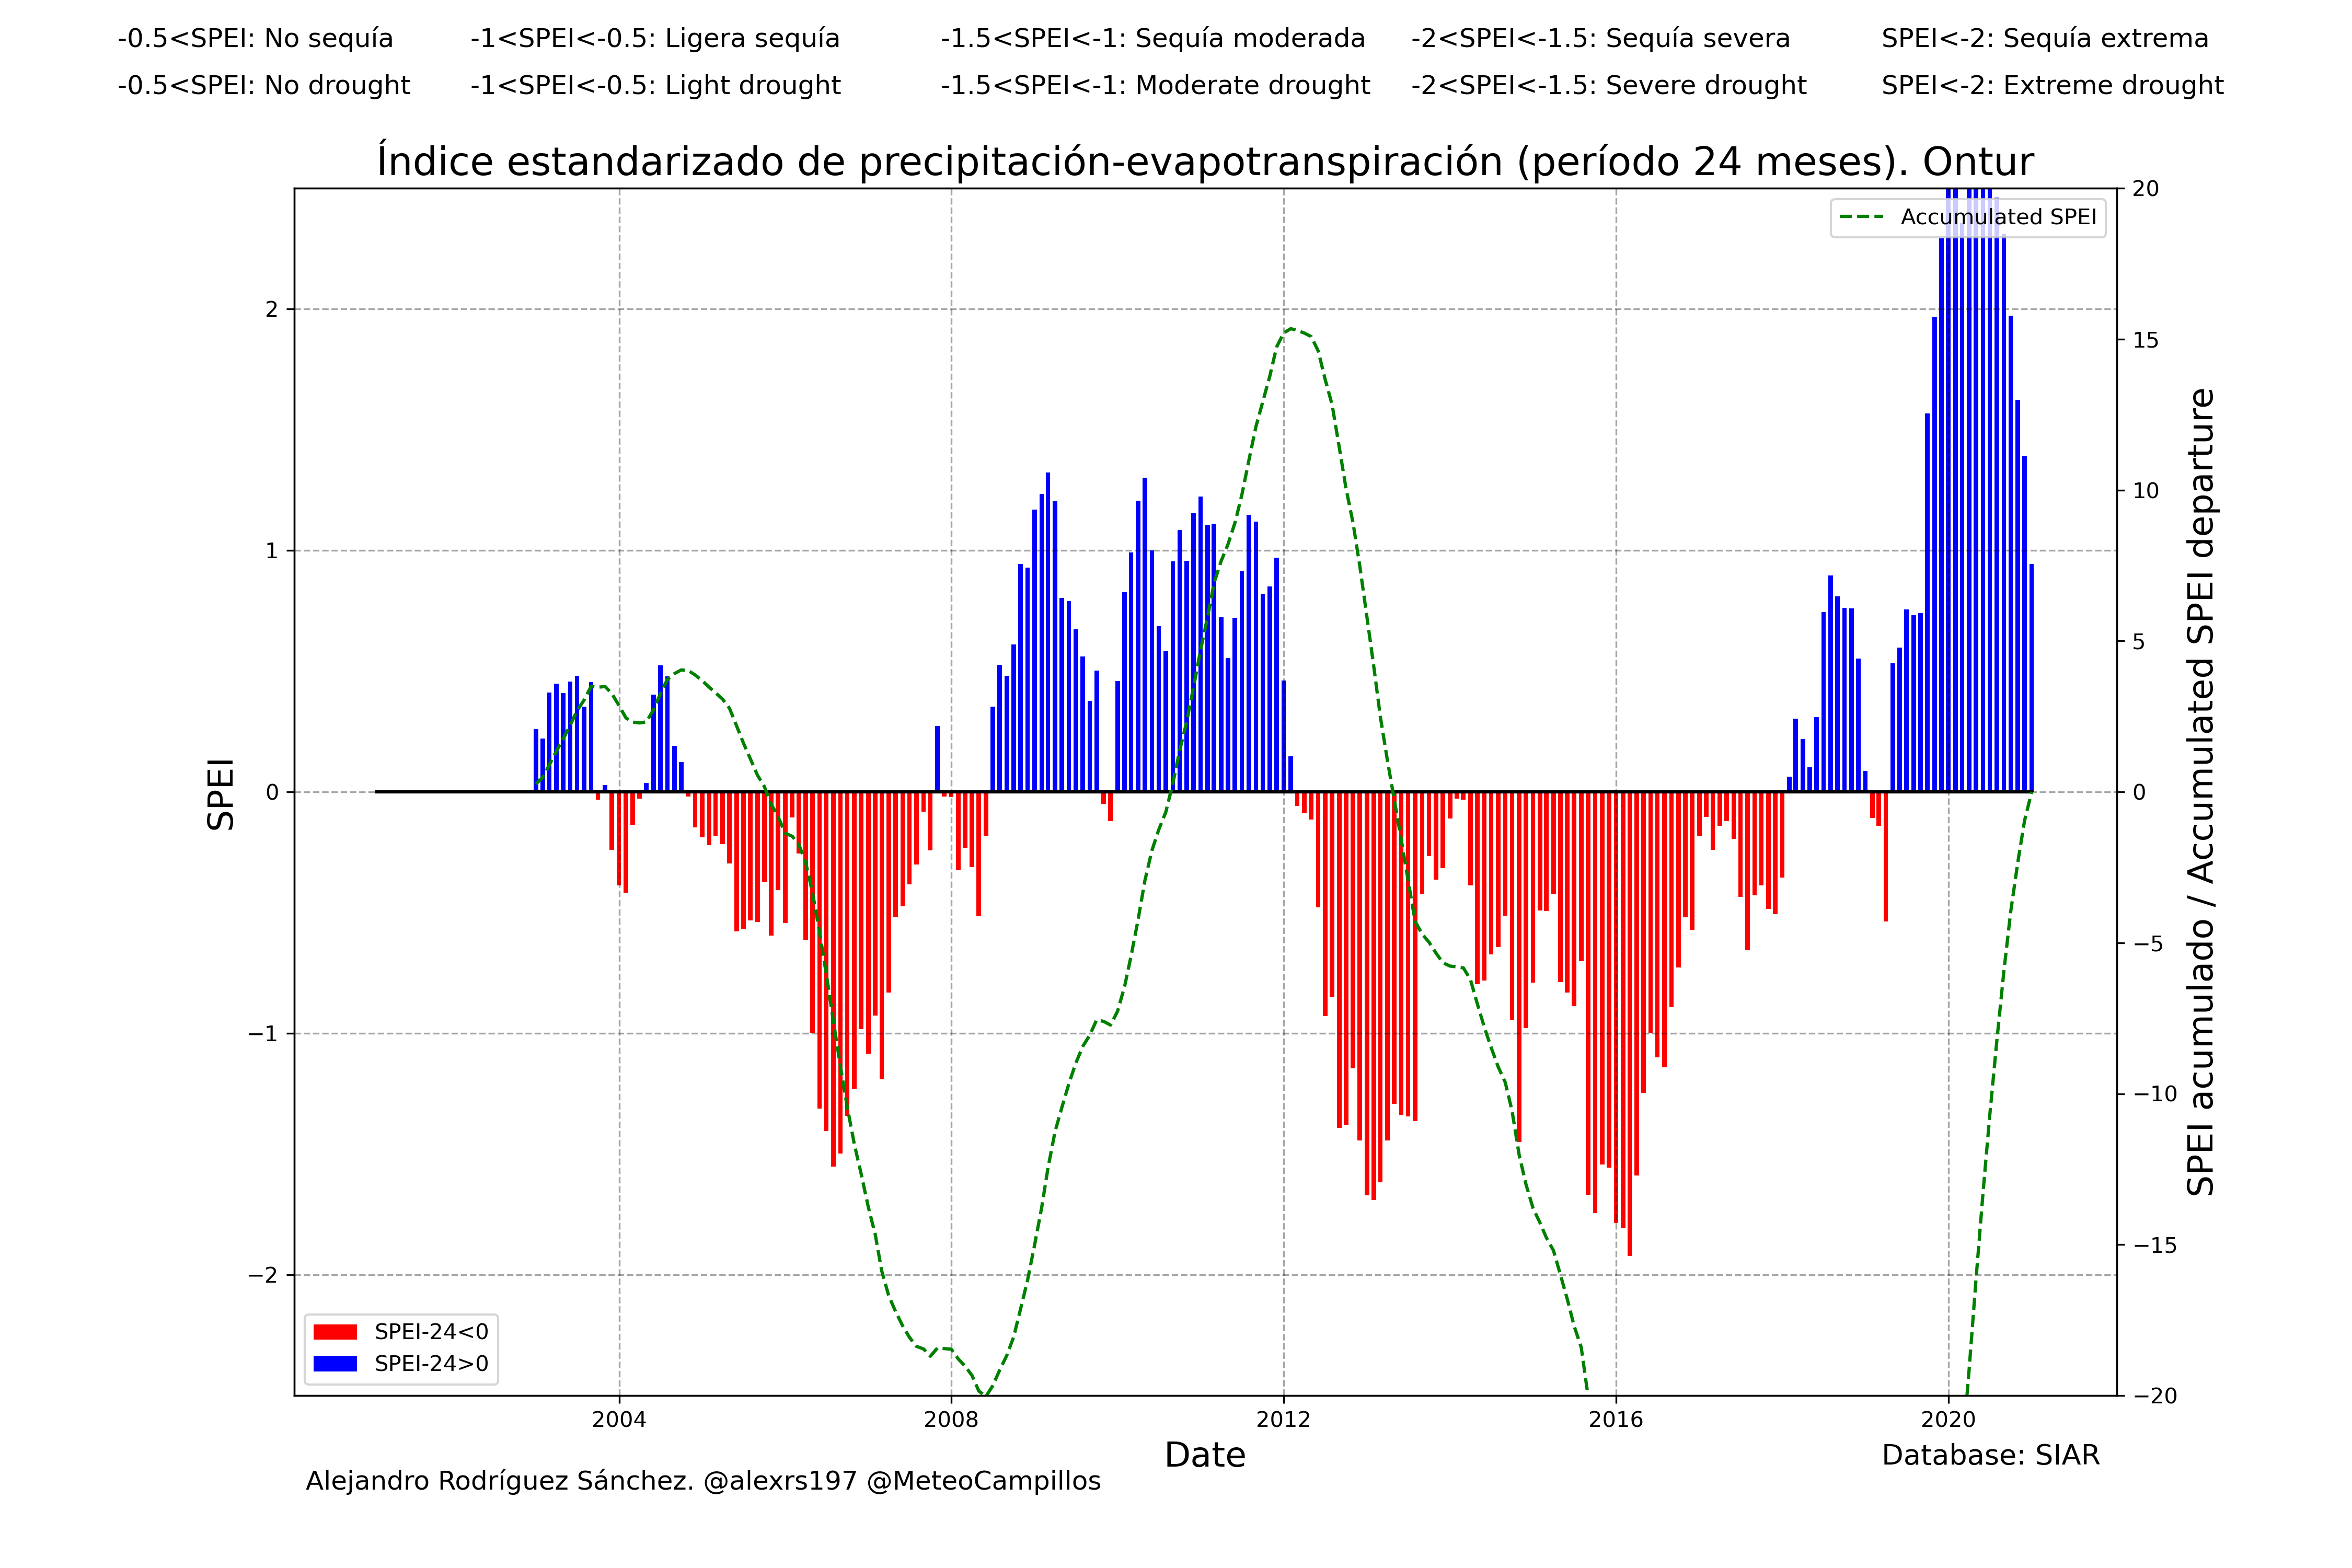 -0.5<SPEI: No sequía -1<SPEI<-0.5: Ligera sequía -1.5<SPEI<-1: Sequía moderada -2<SPEI<-1.5: Sequía severa SPEI<-2: Sequía extrema
-0.5<SPEI: No drought -1<SPEI<-0.5: Light drought -1.5<SPEI<-1: Moderate drought -2<SPEI<-1.5: Severe drought SPEI<-2: Extreme drought
Índice estandarizado de precipitación-evapotranspiración (período 24 meses). Ontur
Accumulated SPEI
SPEI
2
1
0
−1
−2
20
15
10
5
0
−5
−10
−15
−20
SPEI acumulado / Accumulated SPEI departure
SPEI-24<0
SPEI-24>0
2004 2008 2012 2016 2020
Date
Database: SIAR
Alejandro Rodríguez Sánchez. @alexrs197 @MeteoCampillos